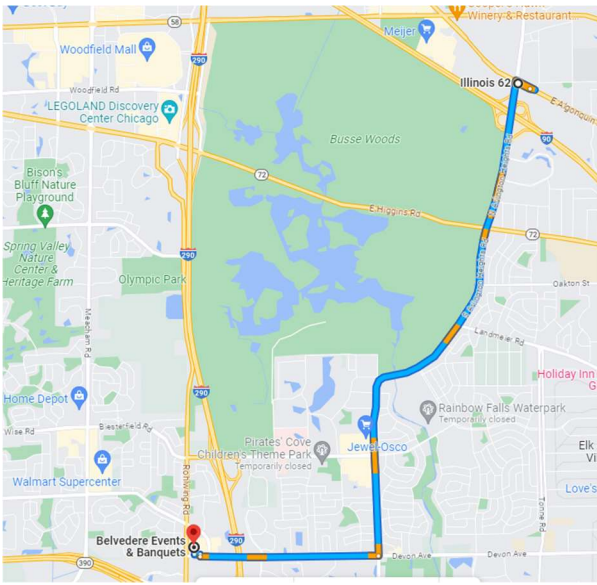 58
Winery & Restaurant...
Meijer
Woodfield Mall
290
Illinois 62
Woodfield Rd
LEGOLAND Discovery
Center Chicago
E Algonquin
Busse Woods
90
72
Bison's
Bluff Nature
Playground
E Higgins Rd
72
Spring Valley
Nature
Center &
Heritage Farm
290
Olympic Park
Oakton St
Meacham Rd
Landmeier Rd
Holiday Inn
G
290
Home Depot
Rainbow Falls Waterpark
Temporarily closed
Wise Rd
Biesterfield Rd
Jewel-Osco
Pirates' Cove
Children's Theme Park
Temporarily closed
Elk
Vi
Walmart Supercenter
Rohlwing Rd
Love's
Tonne Rd
Belvedere Events
& Banquets
290
Devon Ave
Devon Ave
390